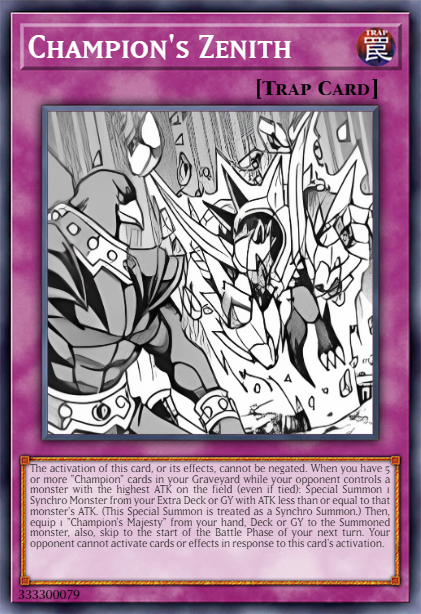 Champion's Zenith
TRAP
罠
[Trap Card]
The activation of this card, or its effects, cannot be negated. When you have 5
or more "Champion" cards in your Graveyard while your opponent controls a
monster with the highest ATK on the field (even if tied): Special Summon 1
Synchro Monster from your Extra Deck or GY with ATK less than or equal to that
monster's ATK. (This Special Summon is treated as a Synchro Summon.) Then,
equip 1 "Champion's Majesty" from your hand, Deck or GY to the Summoned
monster, also, skip to the start of the Battle Phase of your next turn. Your
opponent cannot activate cards or effects in response to this card's activation.
333300079